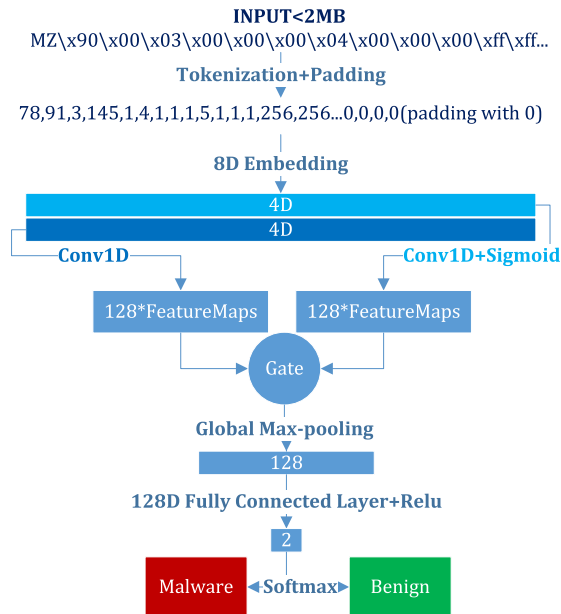 INPUT<2MB
MZ\x90\x00\x03\x00\x00\x00\x04\x00\x00\x00\xff\xff...
Tokenization+Padding
78,91,3,145,1,4,1,1,1,5,1,1,1,256,256...0,0,0,0(padding with 0)
8D Embedding
4D
4D
Conv1D
Conv1D+Sigmoid
128*FeatureMaps
128*FeatureMaps
Gate
Global Max-pooling
128
128D Fully Connected Layer+Relu
2
Malware
Softmax
Benign